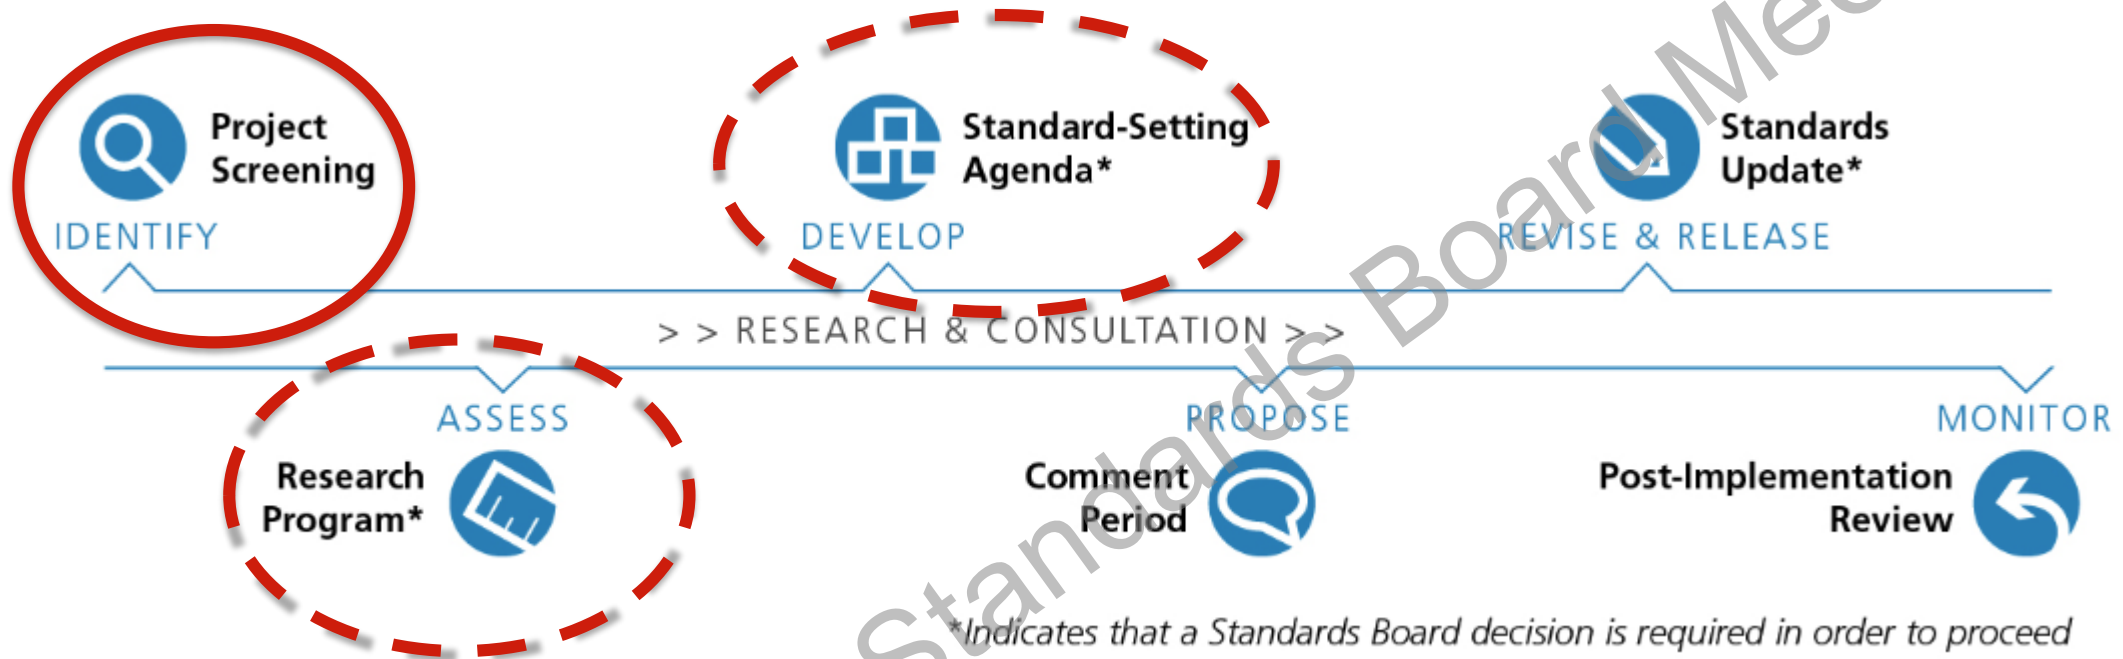 Project
Screening
IDENTIFY
Standard-Setting
Agenda*
DEVELOP
Standards
Update*
REVISE & RELEASE
> > RESEARCH & CONSULTATION > >
ASSESS
Research
Program*
PROPOSE
Comment
Period
MONITOR
Post-Implementation
Review
*Indicates that a Standards Board decision is required in order to proceed
Standards Board